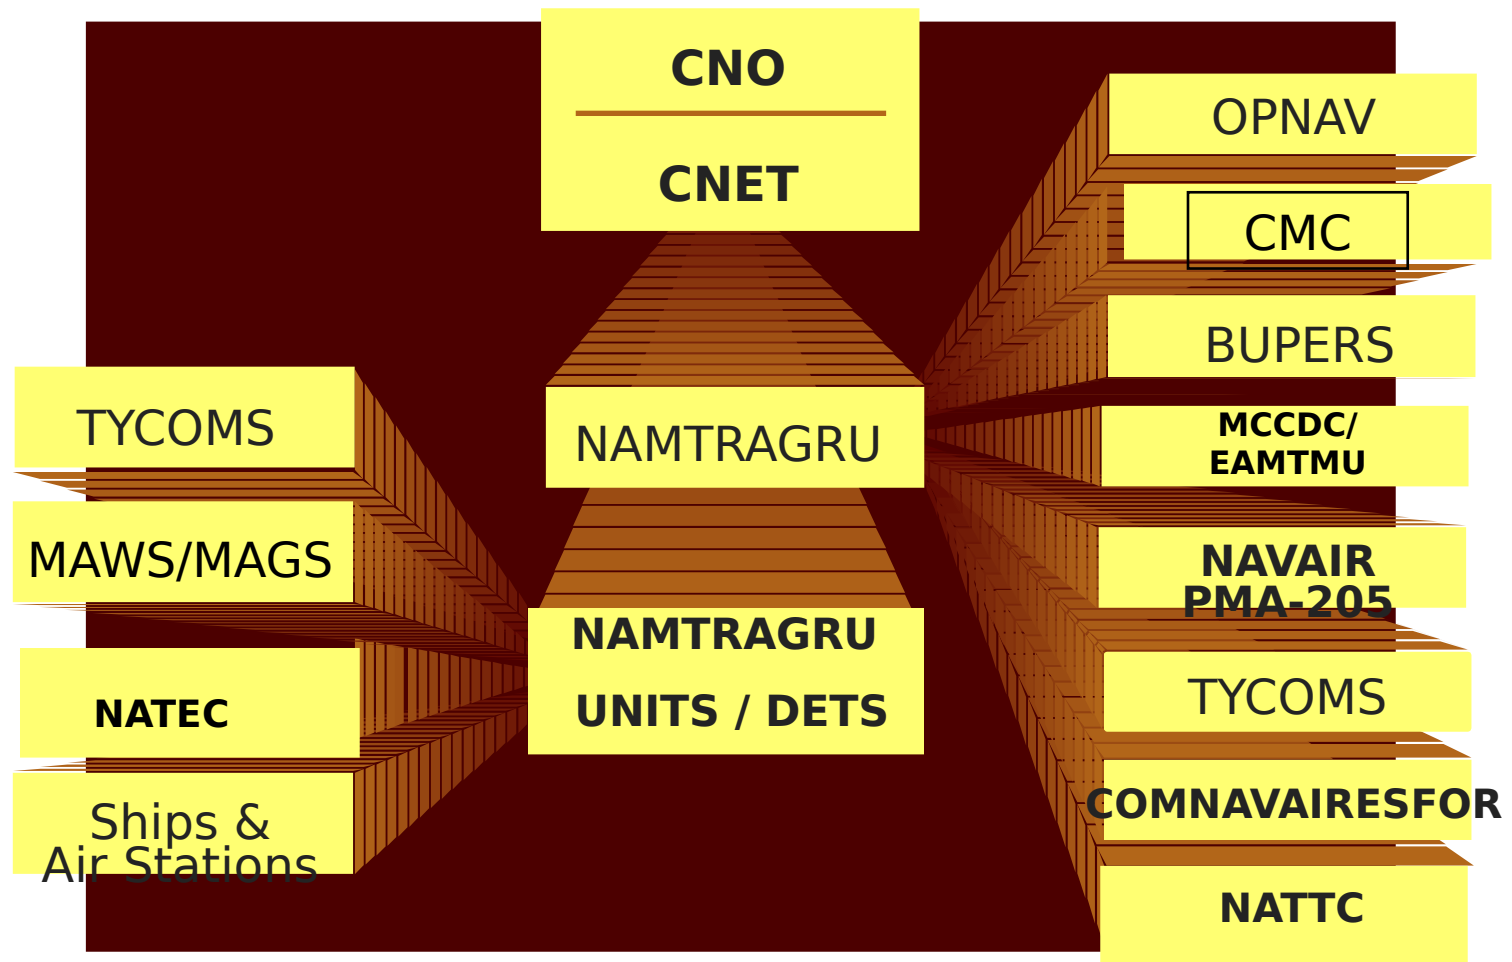 CNO
CNET
OPNAV
CMC
BUPERS
MCCDC/
EAMTMU
NAVAIR
PMA-205
TYCOMS
COMNAVAIRESFOR
NATTC
NAMTRAGRU
NAMTRAGRU
UNITS / DETS
TYCOMS
MAWS/MAGS
NATEC
Ships &
Air Stations